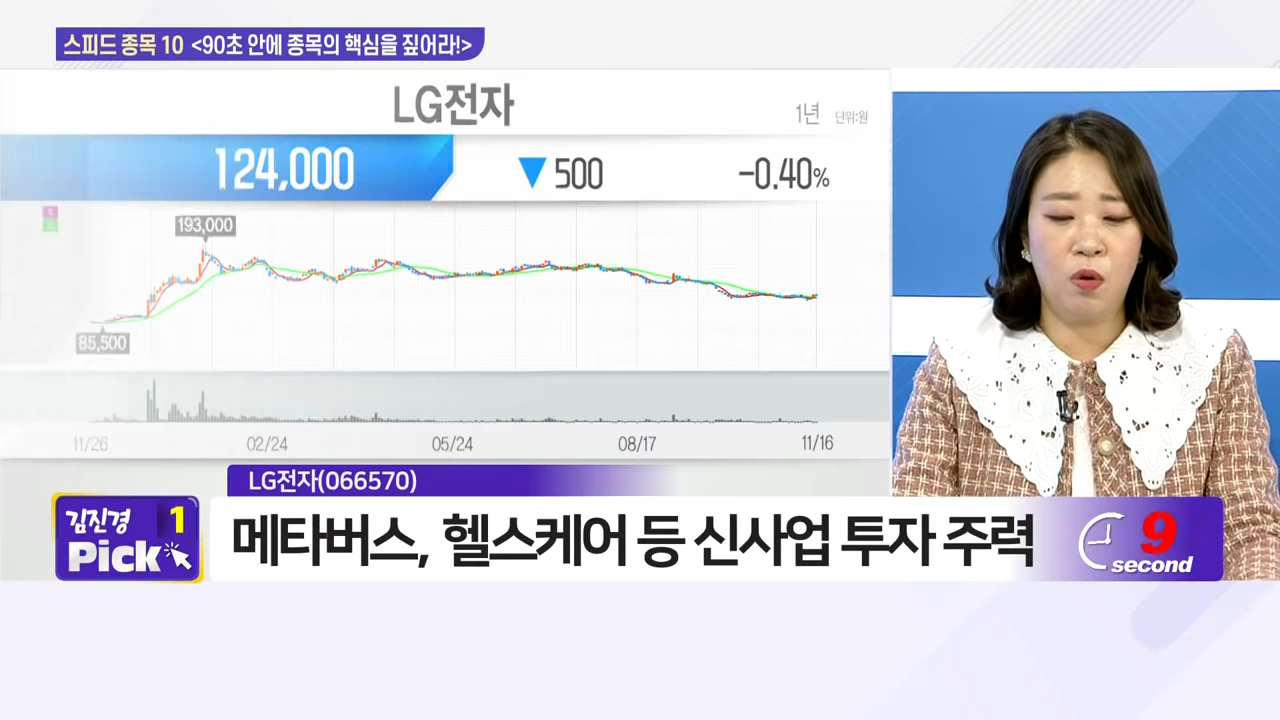 스피드 종목 10 <90초 안에 종목의 핵심을 짚어라!>
LG전자
1년 단위:원
124,000 ▼500 -0.40%
193,000
85,500
11/26 02/24 05/24 08/17 11/16
LG전자(066570)
김진경 1
Pick
메타버스, 헬스케어 등 신사업 투자 주력
9
second